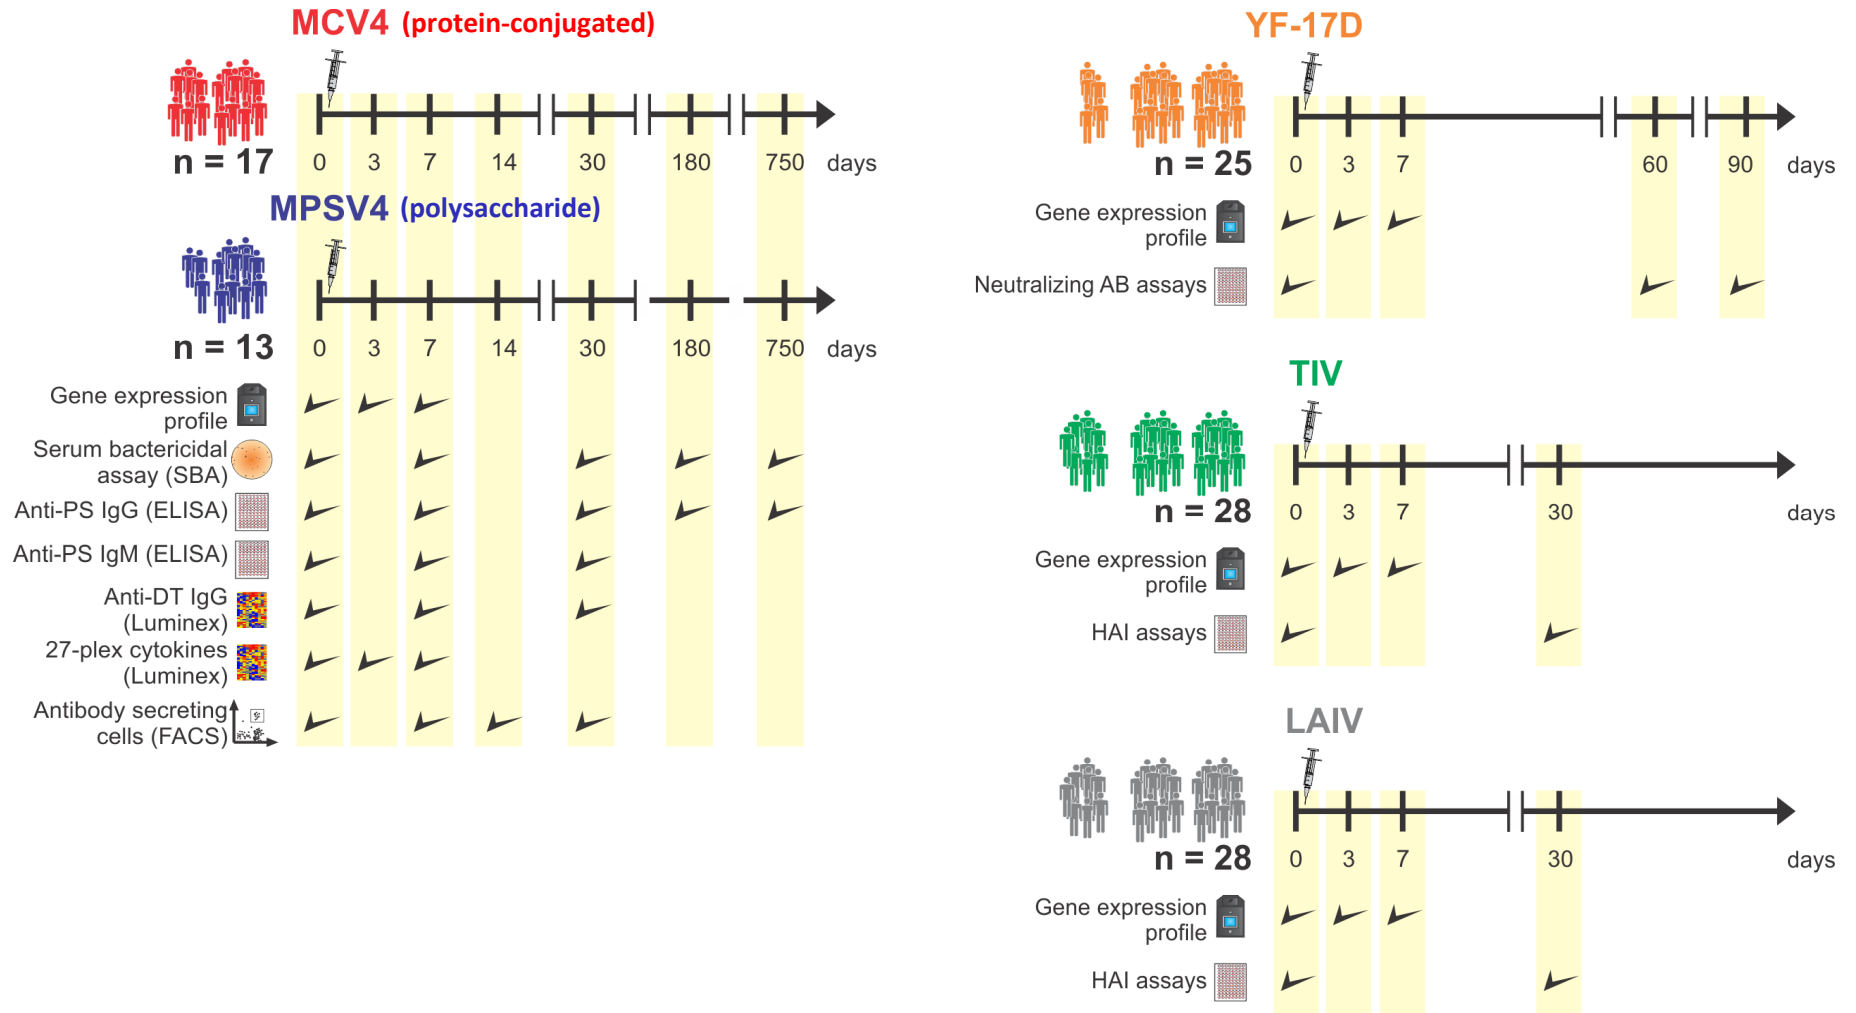 MCV4 (protein-conjugated)
n = 17
0 3 7 14 30 180 750 days
MPSV4 (polysaccharide)
n = 13
0 3 7 14 30 180 750 days
Gene expression
profile
Serum bactericidal
assay (SBA)
Anti-PS IgG (ELISA)
Anti-PS IgM (ELISA)
Anti-DT IgG
(Luminex)
27-plex cytokines
(Luminex)
Antibody secreting
cells (FACS)
YF-17D
n = 25
0 3 7 60 90 days
Gene expression
profile
Neutralizing AB assays
TIV
n = 28
0 3 7 30 days
Gene expression
profile
HAI assays
LAIV
n = 28
0 3 7 30 days
Gene expression
profile
HAI assays